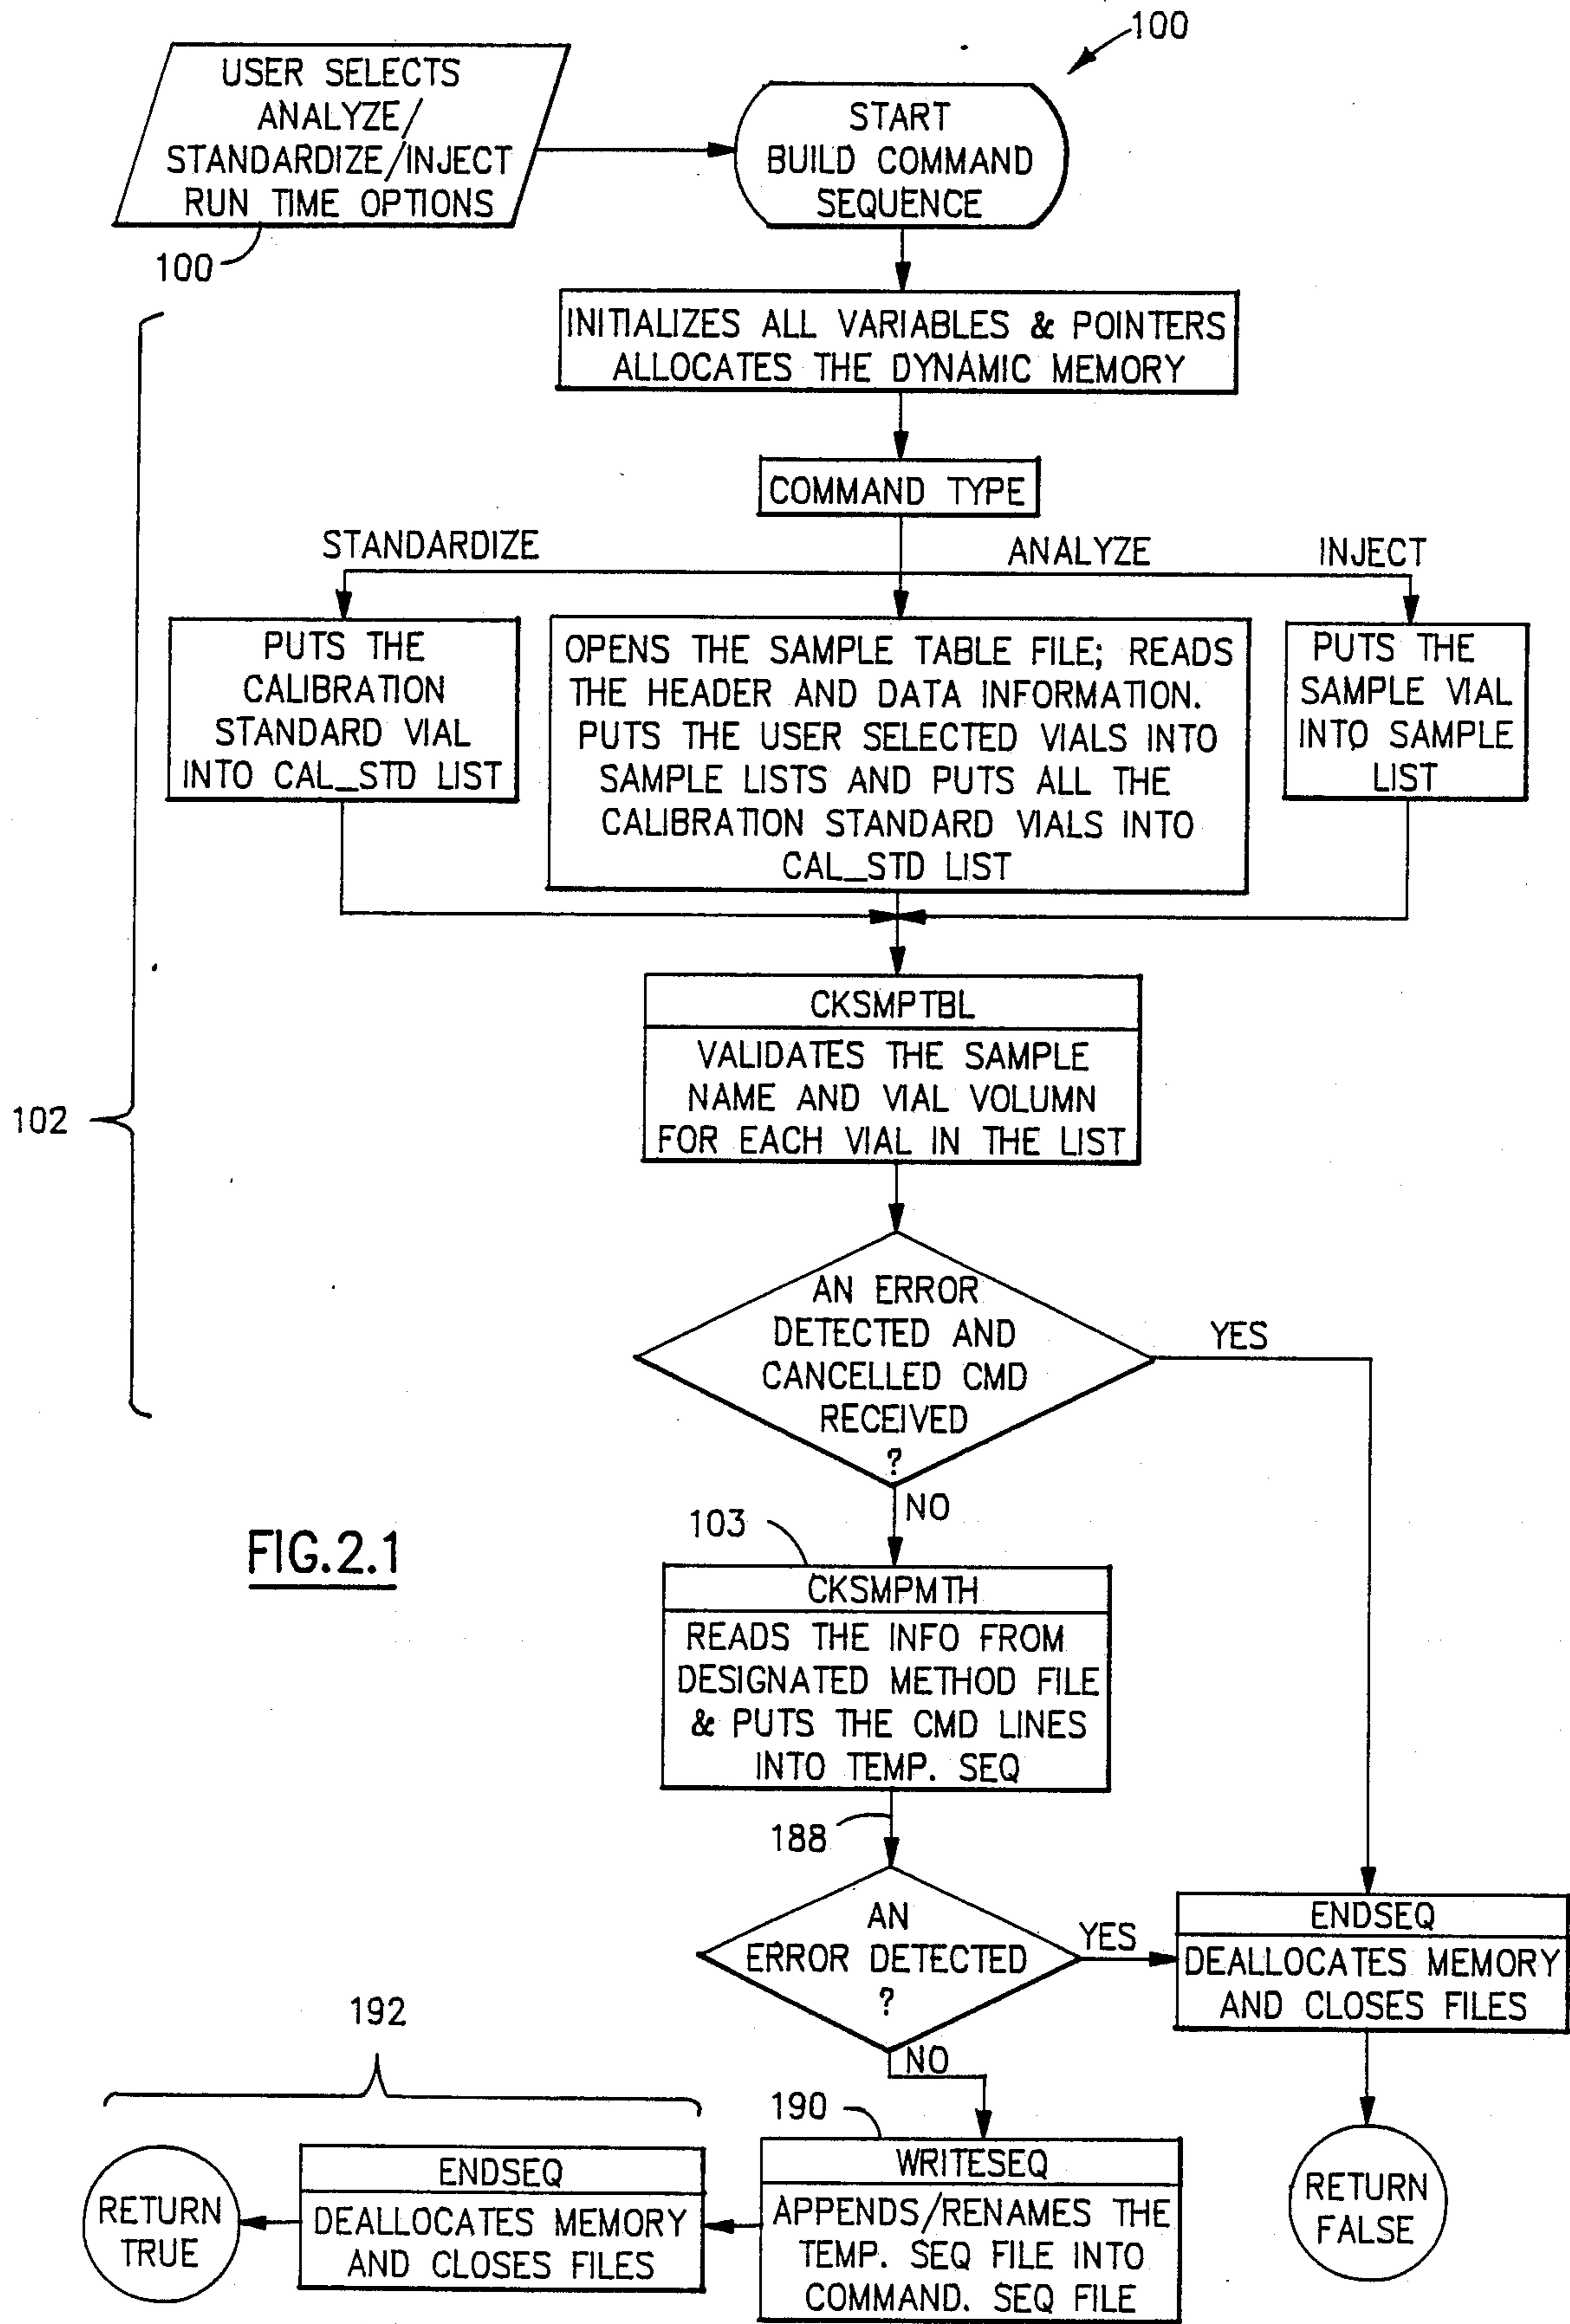 100
USER SELECTS
ANALYZE/
STANDARDIZE/INJECT
RUN TIME OPTIONS
100
START
BUILD COMMAND
SEQUENCE
INITIALIZES ALL VARIABLES & POINTERS
ALLOCATES THE DYNAMIC MEMORY
COMMAND TYPE
STANDARDIZE
ANALYZE
INJECT
PUTS THE
CALIBRATION
STANDARD VIAL
INTO CAL_STD LIST
OPENS THE SAMPLE TABLE FILE; READS
THE HEADER AND DATA INFORMATION.
PUTS THE USER SELECTED VIALS INTO
SAMPLE LISTS AND PUTS ALL THE
CALIBRATION STANDARD VIALS INTO
CAL_STD LIST
PUTS THE
SAMPLE VIAL
INTO SAMPLE
LIST
102
CKSMPTBL
VALIDATES THE SAMPLE
NAME AND VIAL VOLUMN
FOR EACH VIAL IN THE LIST
AN ERROR
DETECTED AND
CANCELLED CMD
RECEIVED
?
YES
NO
FIG.2.1
103
CKSMPMTH
READS THE INFO FROM
DESIGNATED METHOD FILE
& PUTS THE CMD LINES
INTO TEMP. SEQ
188
AN
ERROR DETECTED
?
YES
NO
ENDSEQ
DEALLOCATES MEMORY
AND CLOSES FILES
RETURN
FALSE
190
WRITESEQ
APPENDS/RENAMES THE
TEMP. SEQ FILE INTO
COMMAND. SEQ FILE
192
ENDSEQ
DEALLOCATES MEMORY
AND CLOSES FILES
RETURN
TRUE